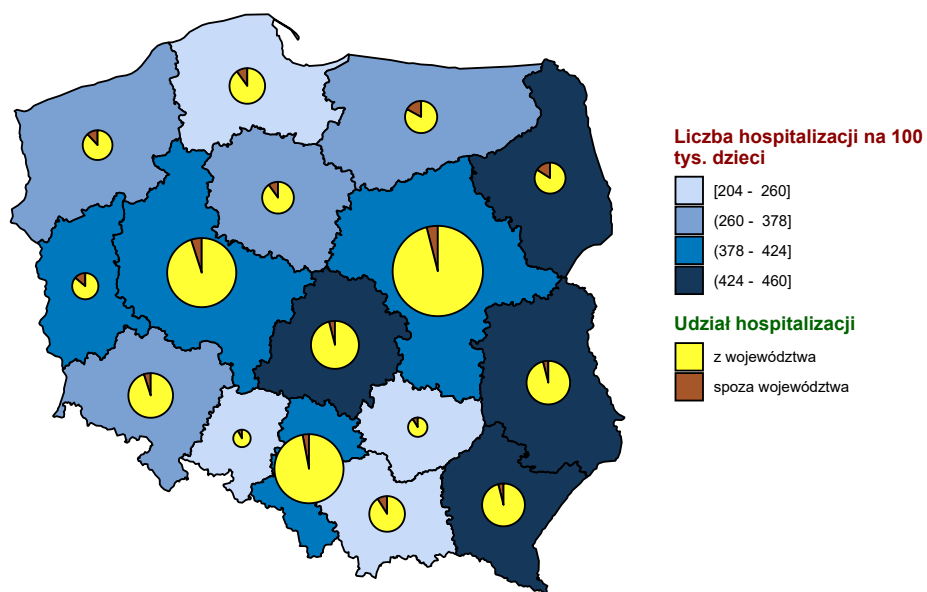 Liczba hospitalizacji na 100
tys. dzieci
[204 - 260]
(260 - 378]
(378 - 424]
(424 - 460]
Udział hospitalizacji
z województwa
spoza województwa